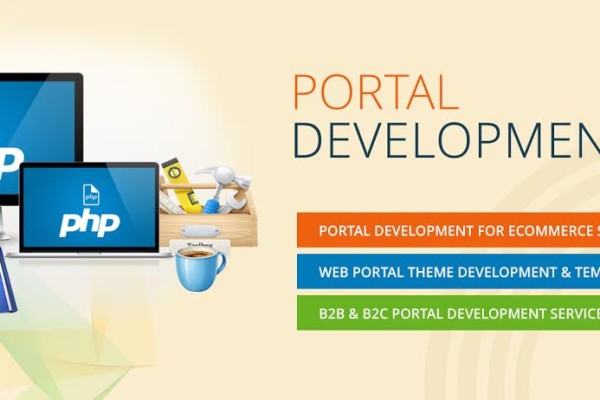 PORTAL
DEVELOPMEN
PORTAL DEVELOPMENT FOR ECOMMERCE S
WEB PORTAL THEME DEVELOPMENT & TEM
B2B & B2C PORTAL DEVELOPMENT SERVICE
P
php
php
Toolbox